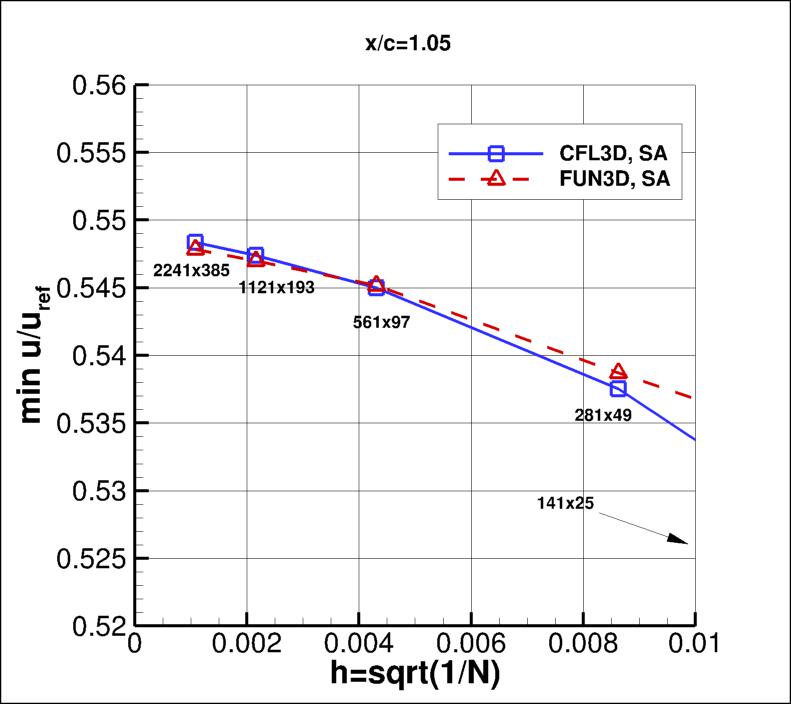 x/c=1.05
0.56
0.555
0.55
0.545
0.54
0.535
0.53
0.525
0.52
min u/u_ref
CFL3D, SA
FUN3D, SA
2241x385
1121x193
561x97
281x49
141x25
0 0.002 0.004 0.006 0.008 0.01
h=sqrt(1/N)